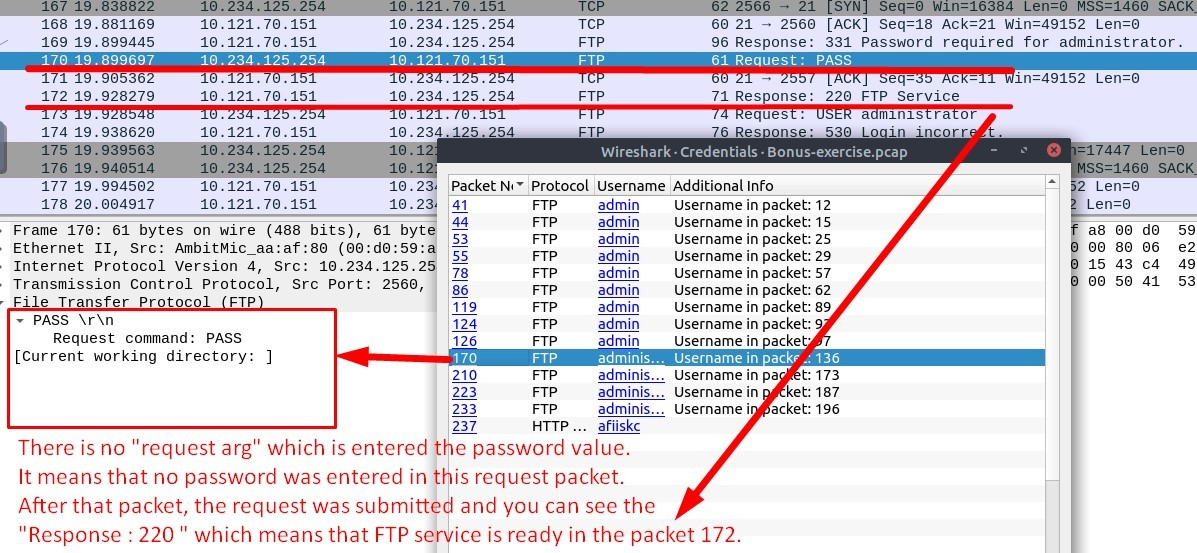 167 19.838822 10.234.125.254 10.121.70.151 TCP 62 2566 → 21 [SYN] Seq=0 Win=16384 Len=0 MSS=1460 SACK_
168 19.881131 10.121.70.151 10.234.125.254 TCP 60 21 → 2560 [ACK] Seq=18 Ack=21 Win=49152 Len=0
169 19.899445 10.121.70.151 10.234.125.254 FTP 96 Response: 331 Password required for administrator.
170 19.899697 10.234.125.254 10.121.70.151 FTP 61 Request: PASS
171 19.905362 10.121.70.151 10.234.125.254 TCP 60 21 → 2557 [ACK] Seq=35 Ack=11 Win=49152 Len=0
172 19.928279 10.121.70.151 10.234.125.254 FTP 71 Response: 220 FTP Service
173 19.928548 10.234.125.254 10.121.70.151 FTP 74 Request: USER administrator
174 19.938620 10.121.70.151 10.234.125.254 FTP 76 Response: 530 Login incorrect.
175 19.939563 10.234.125.254 10.121 =17447 Len=0
176 19.940514 10.234.125.254 10.121 MSS=1460 SACK_
177 19.994502 10.121.70.151 10.234 52 Len=0
178 20.004917 10.121.70.151 10.234 52 Len=0
Wireshark · Credentials · Bonus-exercise.pcap
Packet No Protocol Username Additional Info
41 FTP admin Username in packet: 12
44 FTP admin Username in packet: 15
53 FTP admin Username in packet: 25
55 FTP admin Username in packet: 29
78 FTP admin Username in packet: 57
86 FTP admin Username in packet: 62
119 FTP admin Username in packet: 89
124 FTP admin Username in packet: 9
126 FTP admin Username in packet: 97
170 FTP adminis... Username in packet: 136
210 FTP adminis... Username in packet: 173
223 FTP adminis... Username in packet: 187
233 FTP adminis... Username in packet: 196
237 HTTP ... afiiskc
Frame 170: 61 bytes on wire (488 bits), 61 byte
Ethernet II, Src: AmbitMic_aa:af:80 (00:d0:59:a
Internet Protocol Version 4, Src: 10.234.125.25
Transmission Control Protocol, Src Port: 2560,
File Transfer Protocol (FTP)
PASS \r\n
Request command: PASS
[Current working directory: ]
f a8 00 d0 59
00 00 80 06 e2
0 15 43 c4 49
0 00 50 41 53
There is no "request arg" which is entered the password value.
It means that no password was entered in this request packet.
After that packet, the request was submitted and you can see the
"Response : 220 " which means that FTP service is ready in the packet 172.